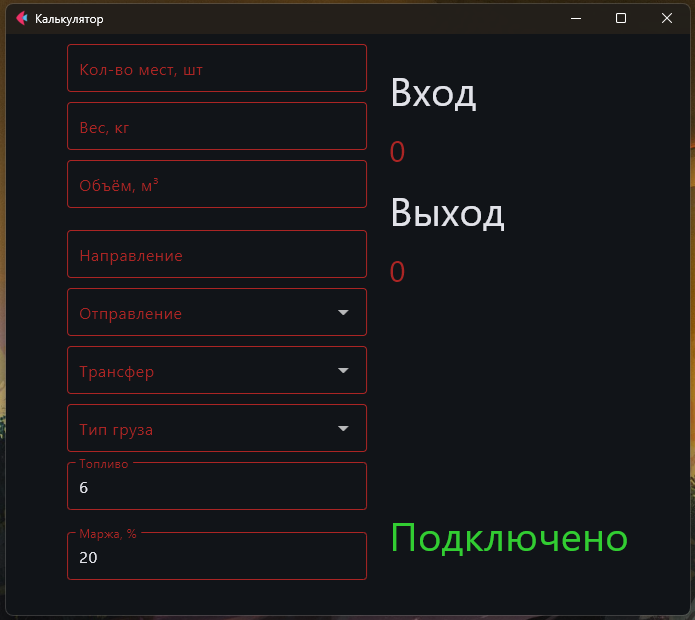 Калькулятор
Кол-во мест, шт
Вес, кг
Объём, м³
Направление
Отправление
Трансфер
Тип груза
Топливо
6
Маржа, %
20
Вход
0
Выход
0
Подключено